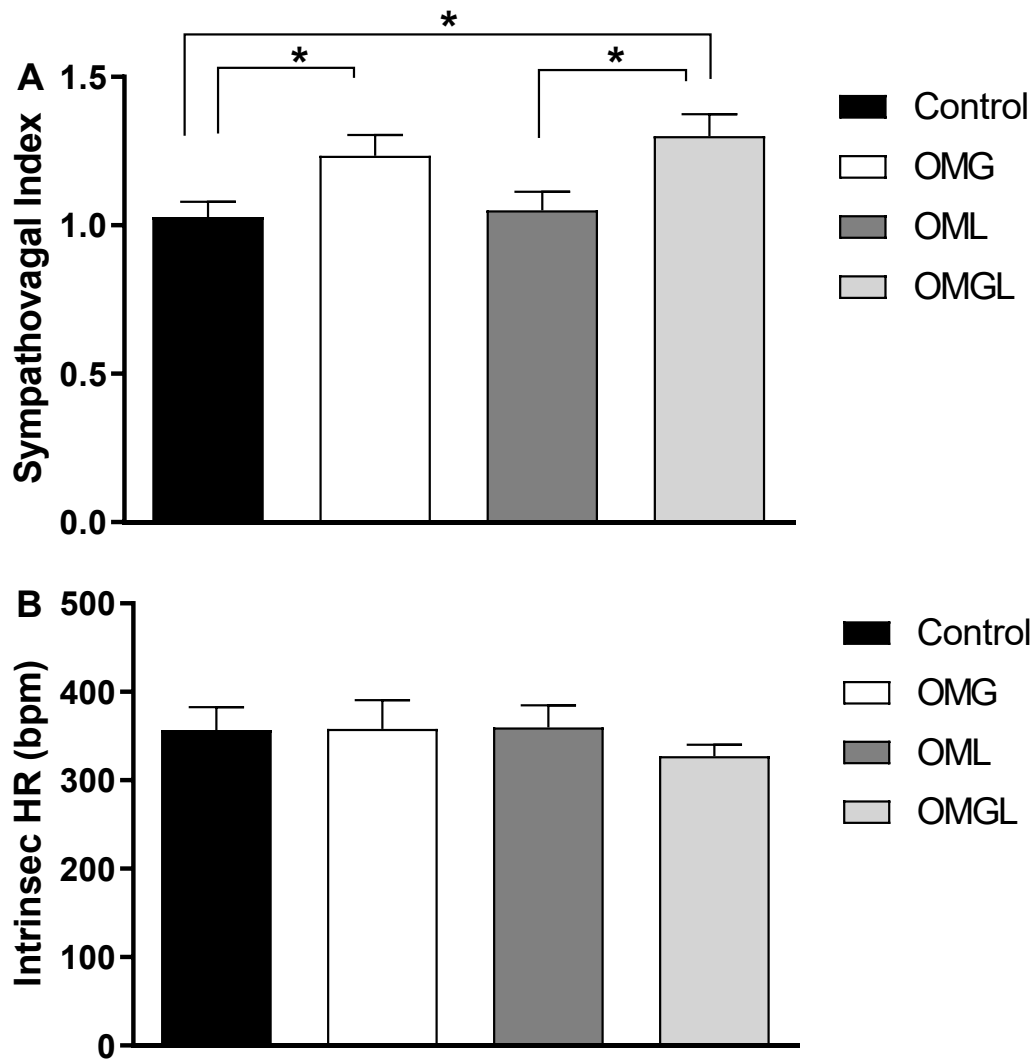 *
*
*
A
Sympathovagal Index
1.5
1.0
0.5
0.0
Control
OMG
OML
OMGL
B
Intrinsec HR (bpm)
500
400
300
200
100
0
Control
OMG
OML
OMGL